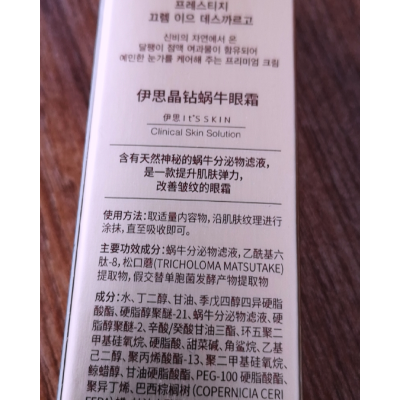 프레스티지
끄렘 이으 데스까르고
신비의 자연에서 온
달팽이 점액 여과물이 함유되어
예민한 눈가를 케어해 주는 프리미엄 크림
伊思晶钻蜗牛眼霜
伊思 It'S SKIN
Clinical Skin Solution
含有天然神秘的蜗牛分泌物滤液,
是一款提升肌肤弹力,
改善皱纹的眼霜
使用方法: 取适量内容物, 沿肌肤纹理进行
涂抹, 直至吸收即可。
主要功效成分: 蜗牛分泌物滤液, 乙酰基六
肽-8, 松口蘑(TRICHOLOMA MATSUTAKE)
提取物, 假交替单胞菌发酵产物提取物
成分: 水、丁二醇、甘油、季戊四醇四异硬脂
酸酯、硬脂醇聚醚-21、蜗牛分泌物滤液、硬
脂醇聚醚-2、辛酸/癸酸甘油三酯、环五聚二
甲基硅氧烷、硬脂酸、甜菜碱、角鲨烷、乙基
己二醇、聚丙烯酸酯-13、聚二甲基硅氧烷、
鲸蜡醇、甘油硬脂酸酯、PEG-100 硬脂酸酯、
聚异丁烯、巴西棕榈树 (COPERNICIA CERI